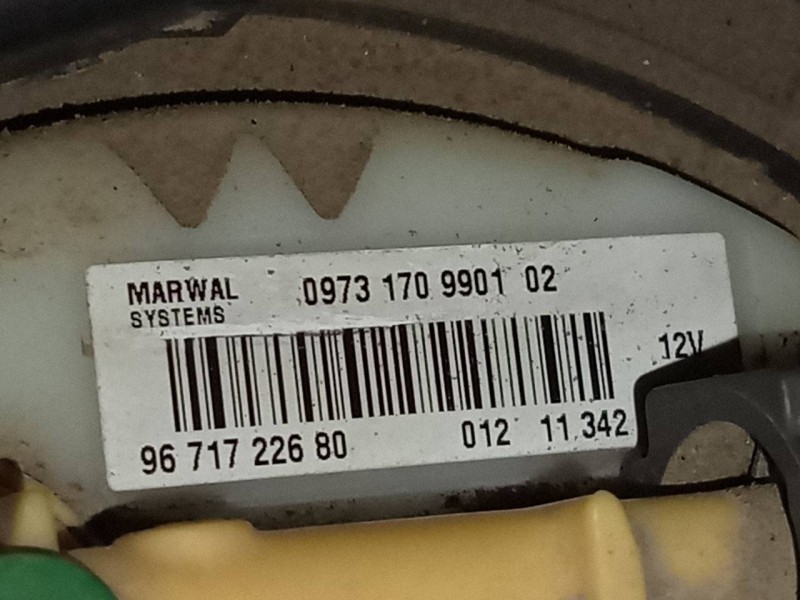 MARWAL 0973 170 9901 02
SYSTEMS
12V
96 717 226 80 012 11.342